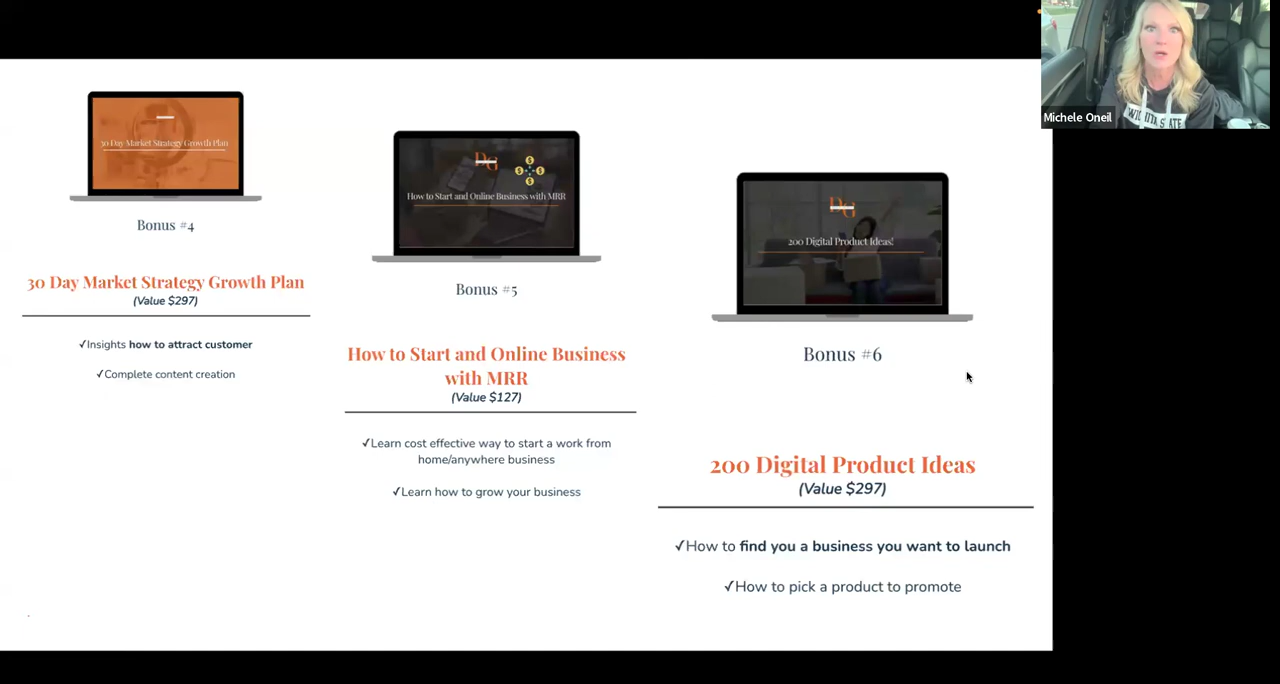 Michele Oneil
WICHITA STATE
30 Day Market Strategy Growth Plan
Bonus #4
30 Day Market Strategy Growth Plan
(Value $297)
✓Insights how to attract customer
✓Complete content creation
DG
How to Start and Online Business with MRR
Bonus #5
How to Start and Online Business
with MRR
(Value $127)
✓Learn cost effective way to start a work from
home/anywhere business
✓Learn how to grow your business
DG
200 Digital Product Ideas!
Bonus #6
200 Digital Product Ideas
(Value $297)
✓How to find you a business you want to launch
✓How to pick a product to promote